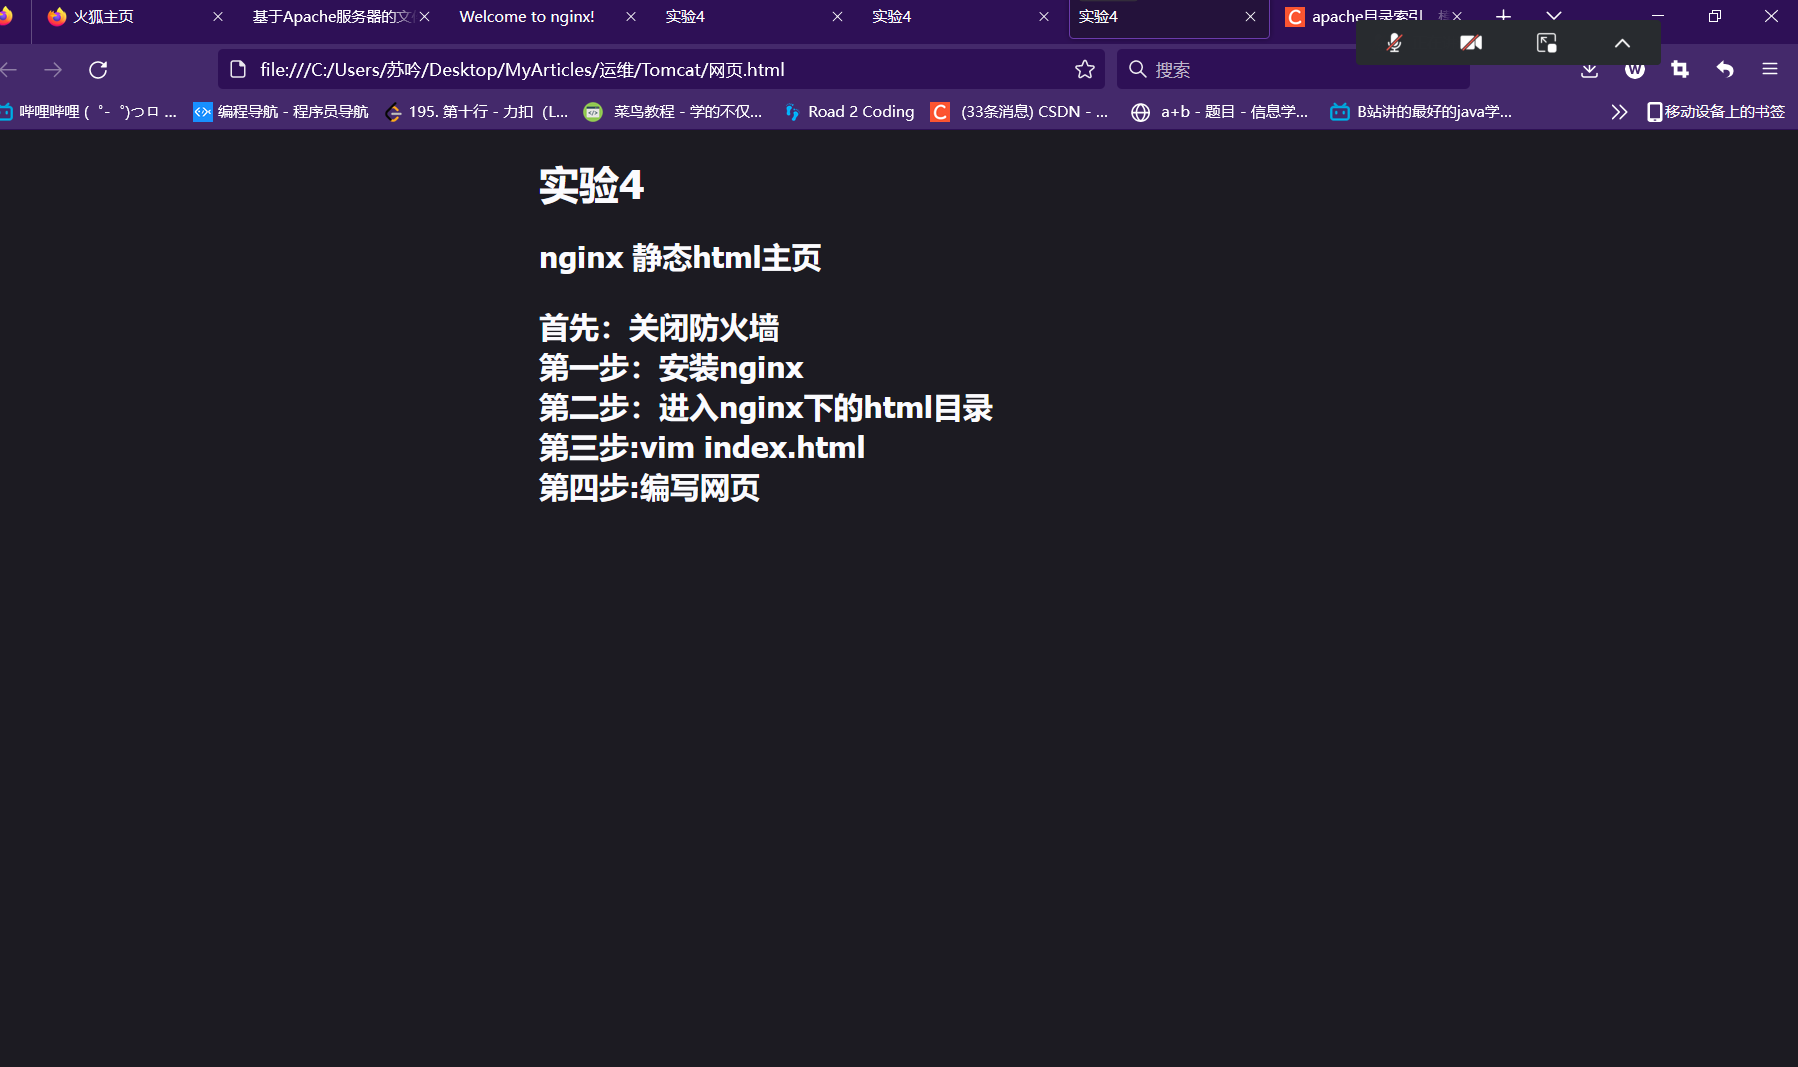 火狐主页
基于Apache服务器的文
Welcome to nginx!
实验4
实验4
实验4
apache目录索引
file:///C:/Users/苏吟/Desktop/MyArticles/运维/Tomcat/网页.html
搜索
哔哩哔哩 ( ゜- ゜)つロ ...
编程导航 - 程序员导航
195. 第十行 - 力扣（L...
菜鸟教程 - 学的不仅...
Road 2 Coding
(33条消息) CSDN - ...
a+b - 题目 - 信息学...
B站讲的最好的java学...
移动设备上的书签
实验4
nginx 静态html主页
首先：关闭防火墙
第一步：安装nginx
第二步：进入nginx下的html目录
第三步:vim index.html
第四步:编写网页